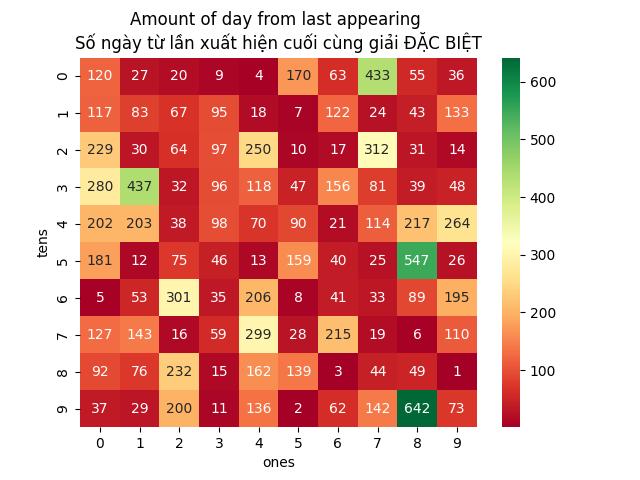 Amount of day from last appearing
Số ngày từ lần xuất hiện cuối cùng giải ĐẶC BIỆT
0 120 27 20 9 4 170 63 433 55 36
1 117 83 67 95 18 7 122 24 43 133
2 229 30 64 97 250 10 17 312 31 14
3 280 437 32 96 118 47 156 81 39 48
4 202 203 38 98 70 90 21 114 217 264
5 181 12 75 46 13 159 40 25 547 26
6 5 53 301 35 206 8 41 33 89 195
7 127 143 16 59 299 28 215 19 6 110
8 92 76 232 15 162 139 3 44 49 1
9 37 29 200 11 136 2 62 142 642 73
0 1 2 3 4 5 6 7 8 9
ones
tens
600
500
400
300
200
100